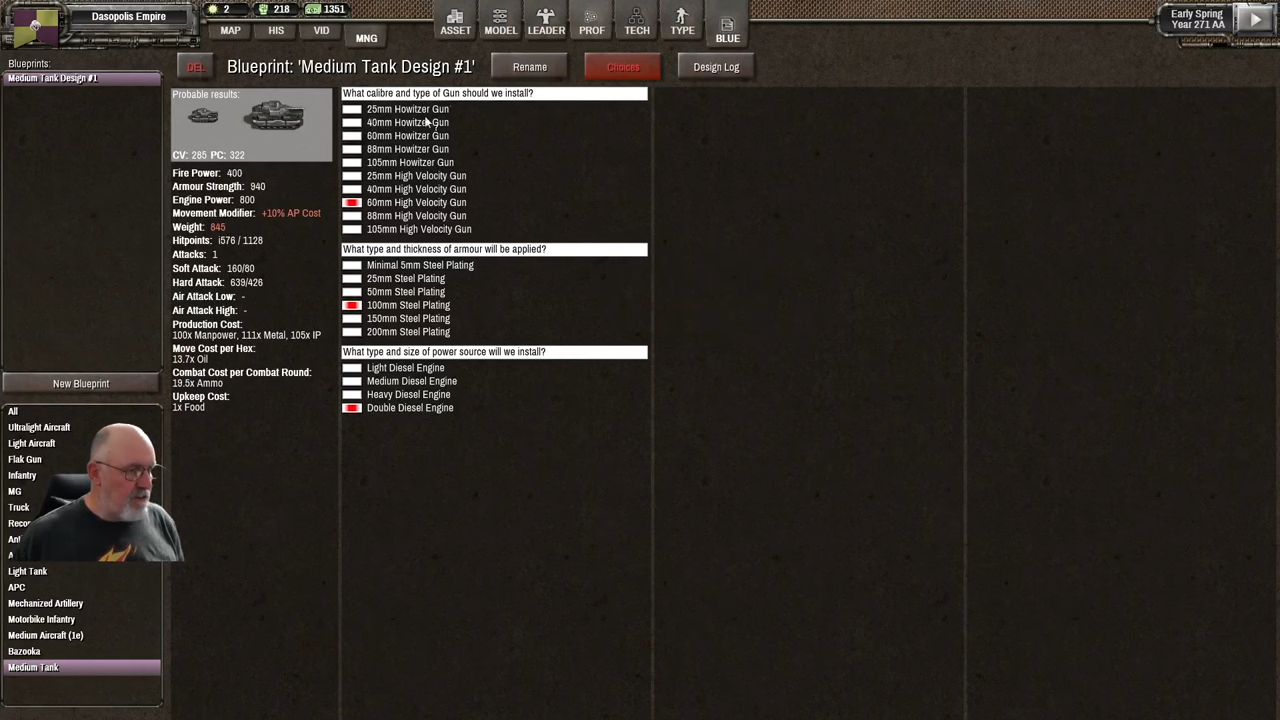 Dasopolis Empire
2
218
1351
MAP
HIS
VID
MNG
ASSET
MODEL
LEADER
PROF
TECH
TYPE
BLUE
Early Spring
Year 271 AA
Blueprints:
Medium Tank Design #1
DEL
Blueprint: 'Medium Tank Design #1'
Rename
Choices
Design Log
Probable results:
CV: 285 PC: 322
Fire Power: 400
Armour Strength: 940
Engine Power: 800
Movement Modifier: +10% AP Cost
Weight: 845
Hitpoints: i576 / 1128
Attacks: 1
Soft Attack: 160/80
Hard Attack: 639/426
Air Attack Low: -
Air Attack High: -
Production Cost:
100x Manpower, 111x Metal, 105x IP
Move Cost per Hex:
13.7x Oil
Combat Cost per Combat Round:
19.5x Ammo
Upkeep Cost:
1x Food
What calibre and type of Gun should we install?
25mm Howitzer Gun
40mm Howitzer Gun
60mm Howitzer Gun
88mm Howitzer Gun
105mm Howitzer Gun
25mm High Velocity Gun
40mm High Velocity Gun
60mm High Velocity Gun
88mm High Velocity Gun
105mm High Velocity Gun
What type and thickness of armour will be applied?
Minimal 5mm Steel Plating
25mm Steel Plating
50mm Steel Plating
100mm Steel Plating
150mm Steel Plating
200mm Steel Plating
What type and size of power source will we install?
Light Diesel Engine
Medium Diesel Engine
Heavy Diesel Engine
Double Diesel Engine
New Blueprint
All
Ultralight Aircraft
Light Aircraft
Flak Gun
Infantry
MG
Truck
Light Tank
APC
Mechanized Artillery
Motorbike Infantry
Medium Aircraft (1e)
Bazooka
Medium Tank